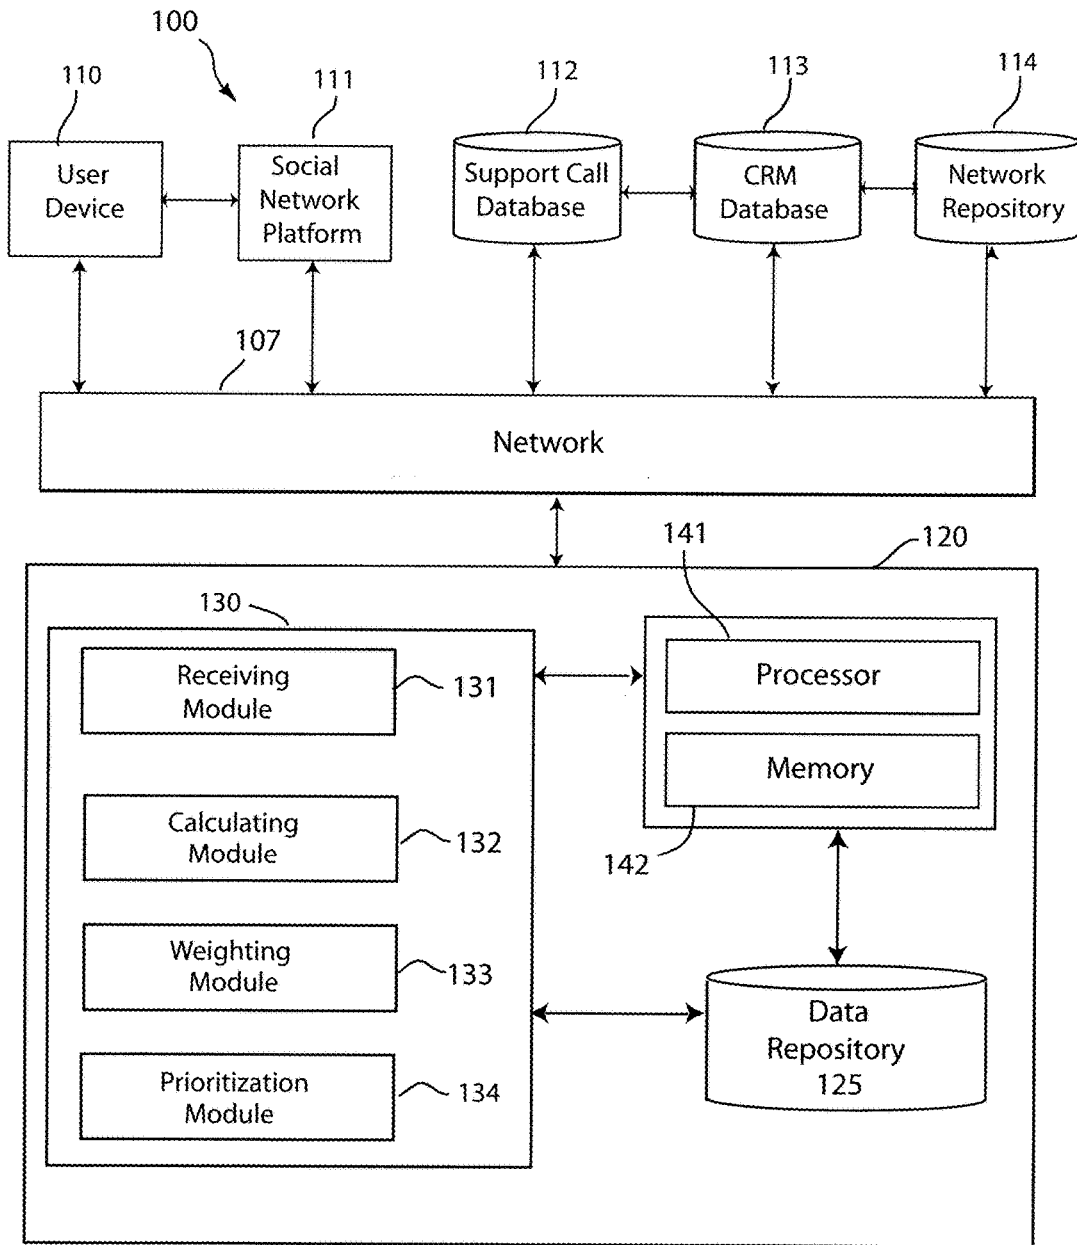 100
110
111
112
113
114
User
Device
Social
Network
Platform
Support Call
Database
CRM
Database
Network
Repository
107
Network
120
130
141
Receiving
Module
131
Processor
Memory
142
Calculating
Module
132
Weighting
Module
133
Data
Repository
125
Prioritization
Module
134